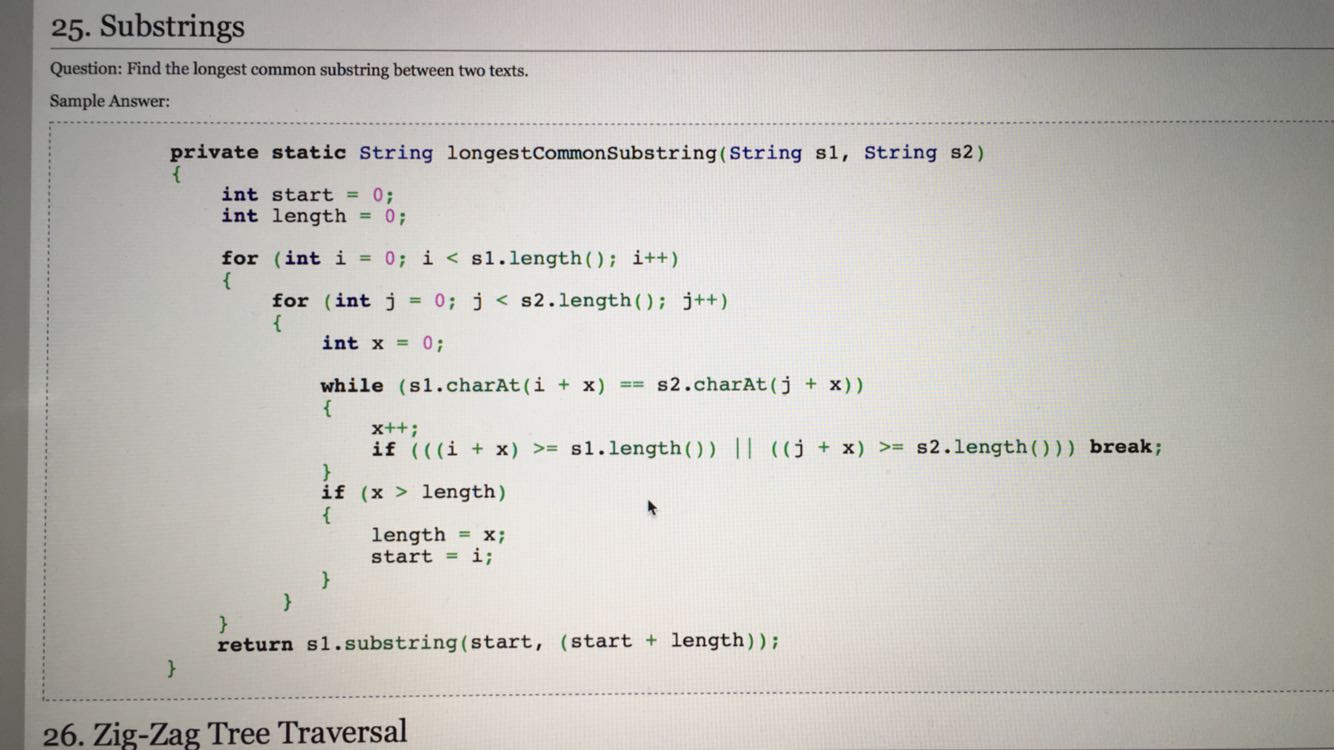 25. Substrings
Question: Find the longest common substring between two texts.
Sample Answer:
private static String longestCommonSubstring(String s1, String s2)
{
int start = 0;
int length = 0;
for (int i = 0; i < s1.length(); i++)
{
for (int j = 0; j < s2.length(); j++)
{
int x = 0;
while (s1.charAt(i + x) == s2.charAt(j + x))
{
x++;
if (((i + x) >= s1.length()) || ((j + x) >= s2.length())) break;
}
if (x > length)
{
length = x;
start = i;
}
}
}
return s1.substring(start, (start + length));
}
26. Zig-Zag Tree Traversal